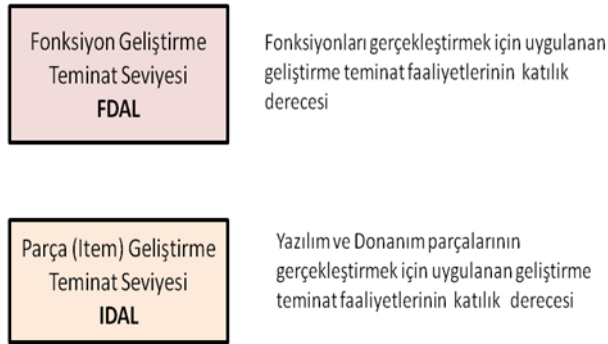 Fonksiyon Geliştirme
Teminat Seviyesi
FDAL
Fonksiyonları gerçekleştirmek için uygulanan
geliştirme teminat faaliyetlerinin katılık
derecesi
Parça (Item) Geliştirme
Teminat Seviyesi
IDAL
Yazılım ve Donanım parçalarının
gerçekleştirmek için uygulanan geliştirme
teminat faaliyetlerinin katılık derecesi